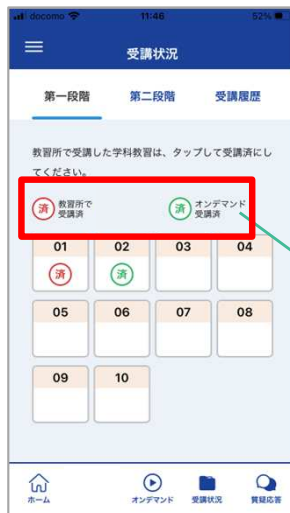 docomo 11:46 52%
受講状況
第一段階 第二段階 受講履歴
教習所で受講した学科教習は、タップして受講済にし
てください。
済 教習所で
受講済
済 オンデマンド
受講済
01 02 03 04
済 済
05 06 07 08
09 10
ホーム オンデマンド 受講状況 質疑応答